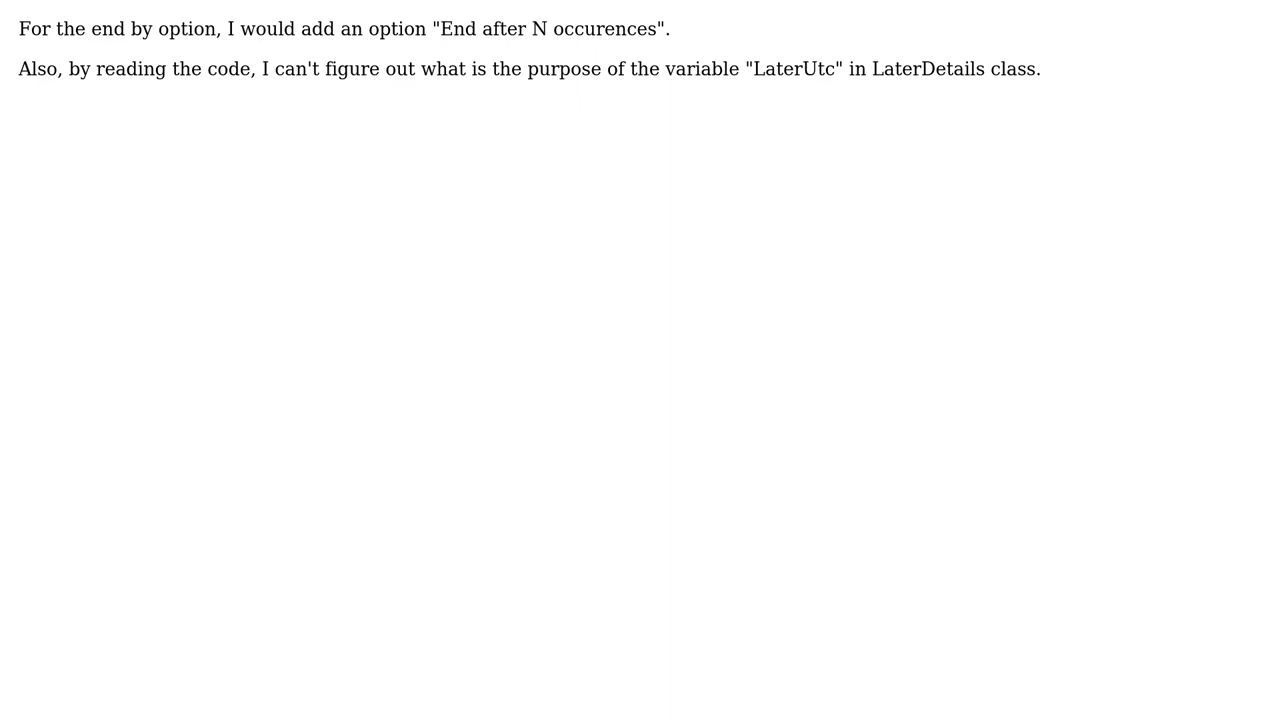 For the end by option, I would add an option "End after N occurences".
Also, by reading the code, I can't figure out what is the purpose of the variable "LaterUtc" in LaterDetails class.